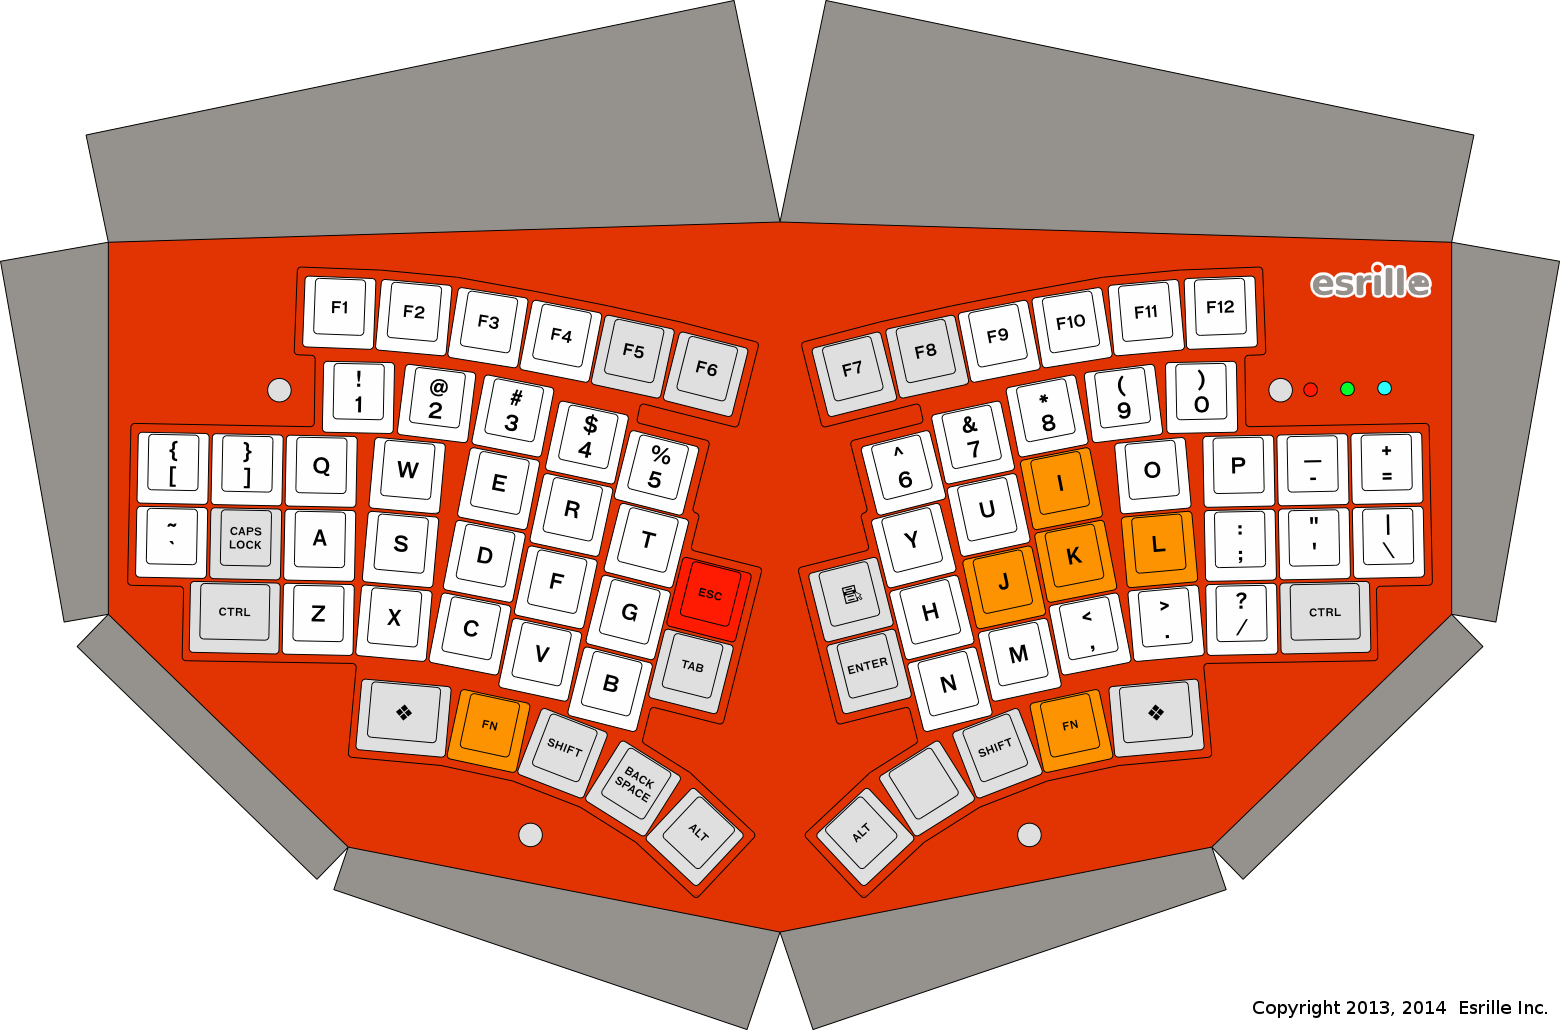 esrille
F1 F2 F3 F4 F5 F6 F7 F8 F9 F10 F11 F12
! @ # $ % ^ & * ( )
1 2 3 4 5 6 7 8 9 0
{ } Q W E R T Y U I O P — +
[ ] - =
~ CAPS A S D F G ESC H J K L : " |
` LOCK ; ' \
CTRL Z X C V B TAB ENTER N M < > ? CTRL
, . /
FN SHIFT BACK ALT ALT SHIFT FN
SPACE
Copyright 2013, 2014 Esrille Inc.